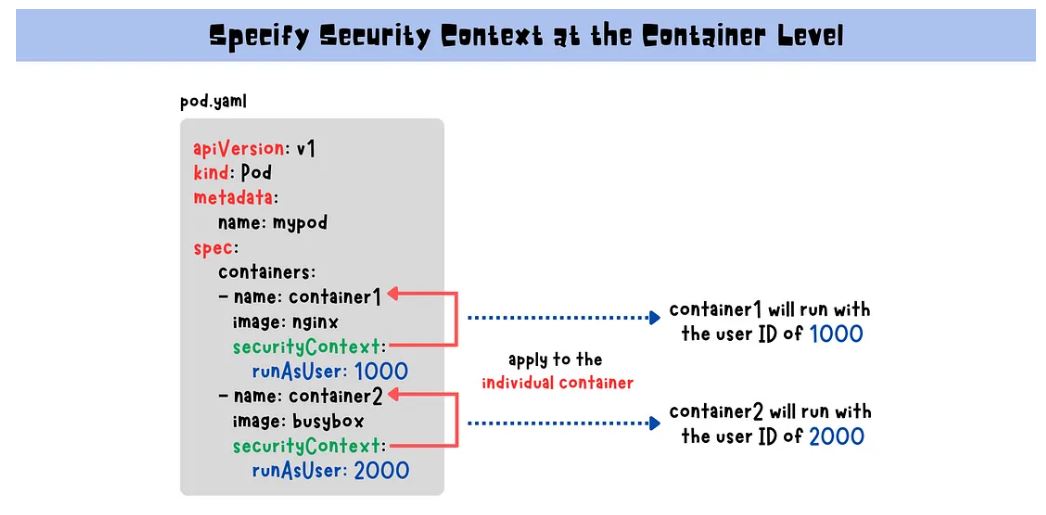 Specify Security Context at the Container Level
pod.yaml
apiVersion: v1
kind: Pod
metadata:
name: mypod
spec:
containers:
- name: container1
image: nginx
securityContext:
runAsUser: 1000
- name: container2
image: busybox
securityContext:
runAsUser: 2000
container1 will run with
the user ID of 1000
apply to the
individual container
container2 will run with
the user ID of 2000